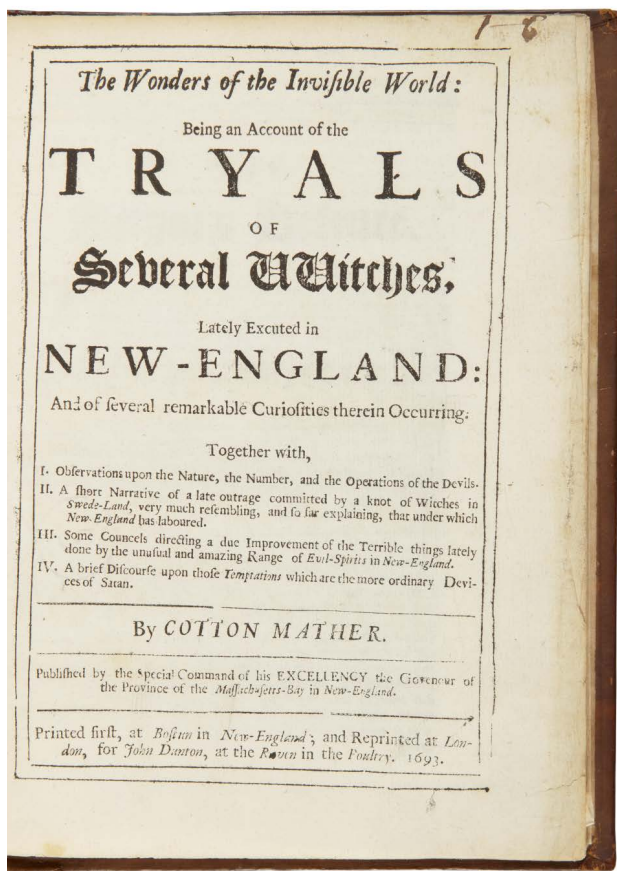 1-6
The Wonders of the Inviſible World:
Being an Account of the
TRYALS
OF
Several UUitches,
Lately Excuted in
NEW-ENGLAND:
And of ſeveral remarkable Curioſities therein Occurring.
Together with,
I. Obſervations upon the Nature, the Number, and the Operations of the Devils.
II. A ſhort Narrative of a late outrage committed by a knot of Witches in
Swede-Land, very much reſembling, and ſo far explaining, that under which
New-England has laboured.
III. Some Councels directing a due Improvement of the Terrible things lately
done by the unuſual and amazing Range of Evil-Spirits in New-England.
IV. A brief Diſcourſe upon thoſe Temptations which are the more ordinary Devi-
ces of Satan.
By COTTON MATHER.
Publiſhed by the Special Command of his EXCELLENCY the Govenour of
the Province of the Maſſachuſetts-Bay in New-England.
Printed firſt, at Boſtun in New-England; and Reprinted at Lon-
don, for John Dunton, at the Raven in the Poultry. 1693.